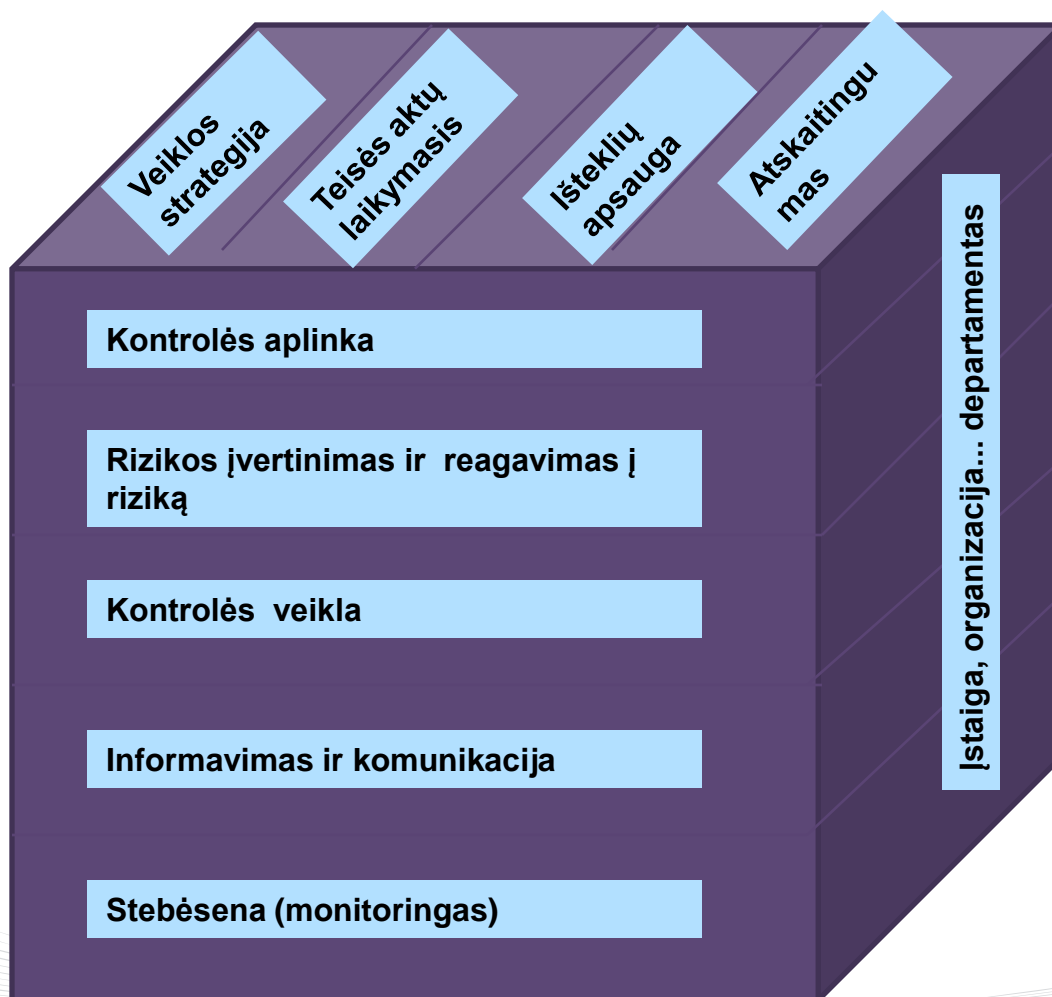 Veiklos
strategija
Teisės aktų
laikymasis
Išteklių
apsauga
Atskaitingu
mas
Kontrolės aplinka
Rizikos įvertinimas ir  reagavimas į
riziką
Kontrolės  veikla
Informavimas ir komunikacija
Stebėsena (monitoringas)
Įstaiga, organizacija... departamentas